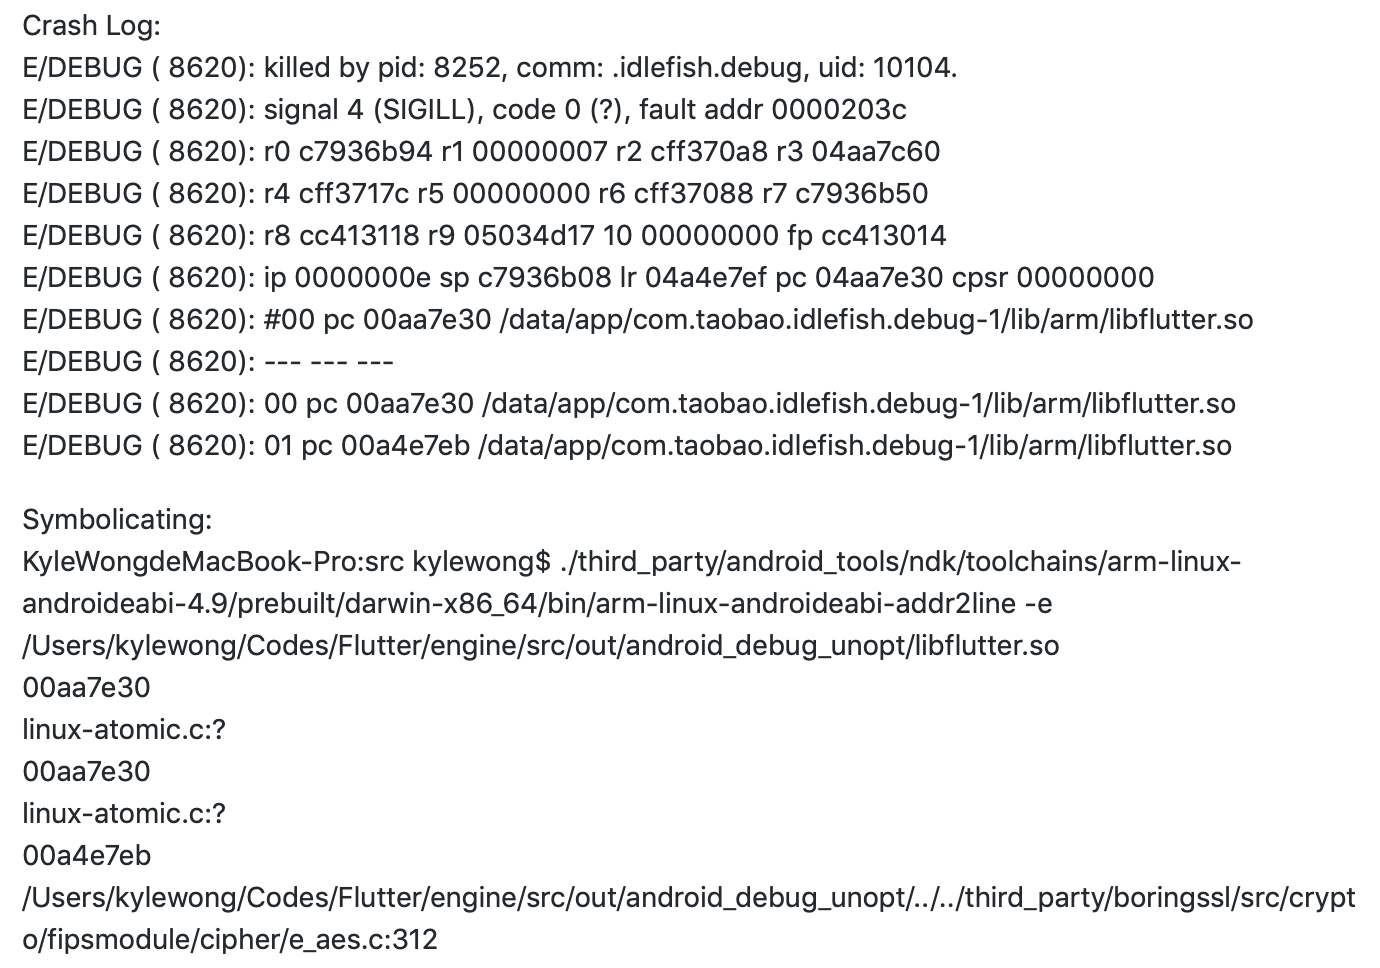 Crash Log:
E/DEBUG ( 8620): killed by pid: 8252, comm: .idlefish.debug, uid: 10104.
E/DEBUG ( 8620): signal 4 (SIGILL), code 0 (?), fault addr 0000203c
E/DEBUG ( 8620): r0 c7936b94 r1 00000007 r2 cff370a8 r3 04aa7c60
E/DEBUG ( 8620): r4 cff3717c r5 00000000 r6 cff37088 r7 c7936b50
E/DEBUG ( 8620): r8 cc413118 r9 05034d17 10 00000000 fp cc413014
E/DEBUG ( 8620): ip 0000000e sp c7936b08 lr 04a4e7ef pc 04aa7e30 cpsr 00000000
E/DEBUG ( 8620): #00 pc 00aa7e30 /data/app/com.taobao.idlefish.debug-1/lib/arm/libflutter.so
E/DEBUG ( 8620): --- --- ---
E/DEBUG ( 8620): 00 pc 00aa7e30 /data/app/com.taobao.idlefish.debug-1/lib/arm/libflutter.so
E/DEBUG ( 8620): 01 pc 00a4e7eb /data/app/com.taobao.idlefish.debug-1/lib/arm/libflutter.so
Symbolicating:
KyleWongdeMacBook-Pro:src kylewong$ ./third_party/android_tools/ndk/toolchains/arm-linux-
androideabi-4.9/prebuilt/darwin-x86_64/bin/arm-linux-androideabi-addr2line -e
/Users/kylewong/Codes/Flutter/engine/src/out/android_debug_unopt/libflutter.so
00aa7e30
linux-atomic.c:?
00aa7e30
linux-atomic.c:?
00a4e7eb
/Users/kylewong/Codes/Flutter/engine/src/out/android_debug_unopt/../../third_party/boringssl/src/crypt
o/fipsmodule/cipher/e_aes.c:312